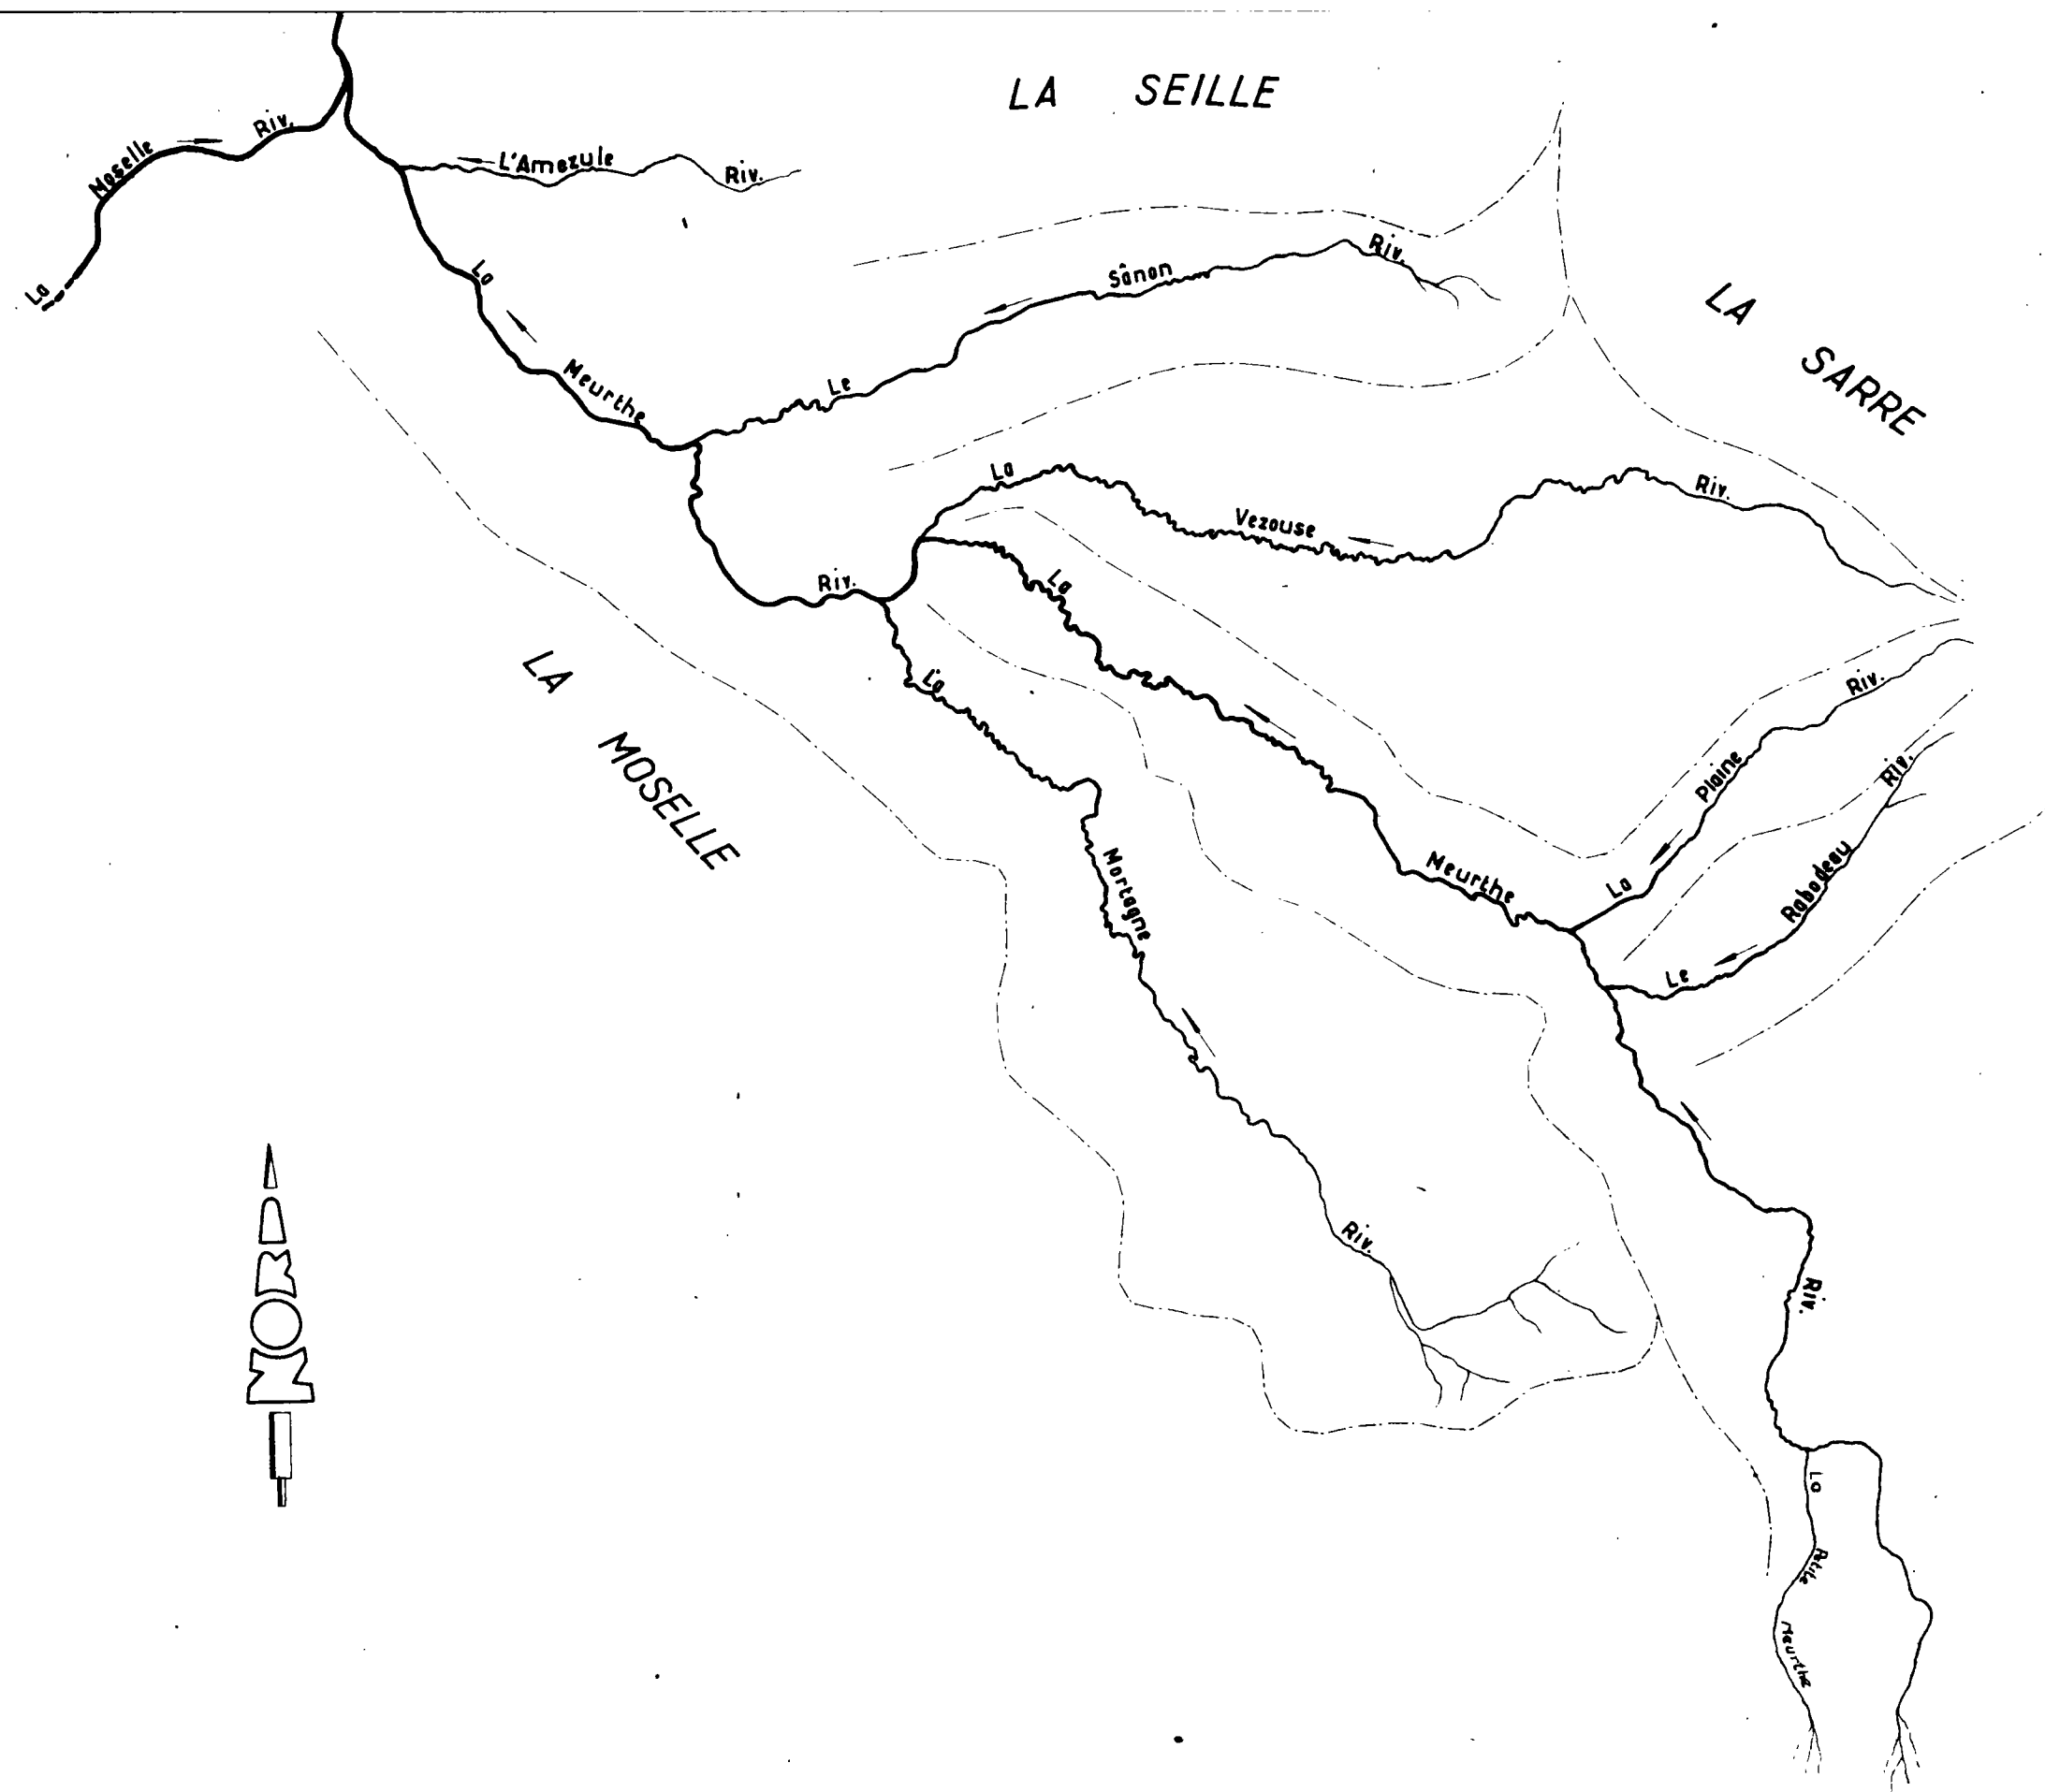 LA SEILLE
La Moselle Riv.
L'Amezule Riv.
Le Sânon Riv.
LA SARRE
La Meurthe Riv.
La Vezouse Riv.
La Meurthe Riv.
La Plaine Riv.
Le Rabodeau Riv.
LA MOSELLE
La Mortagne Riv.
NORD
La Petite Meurthe